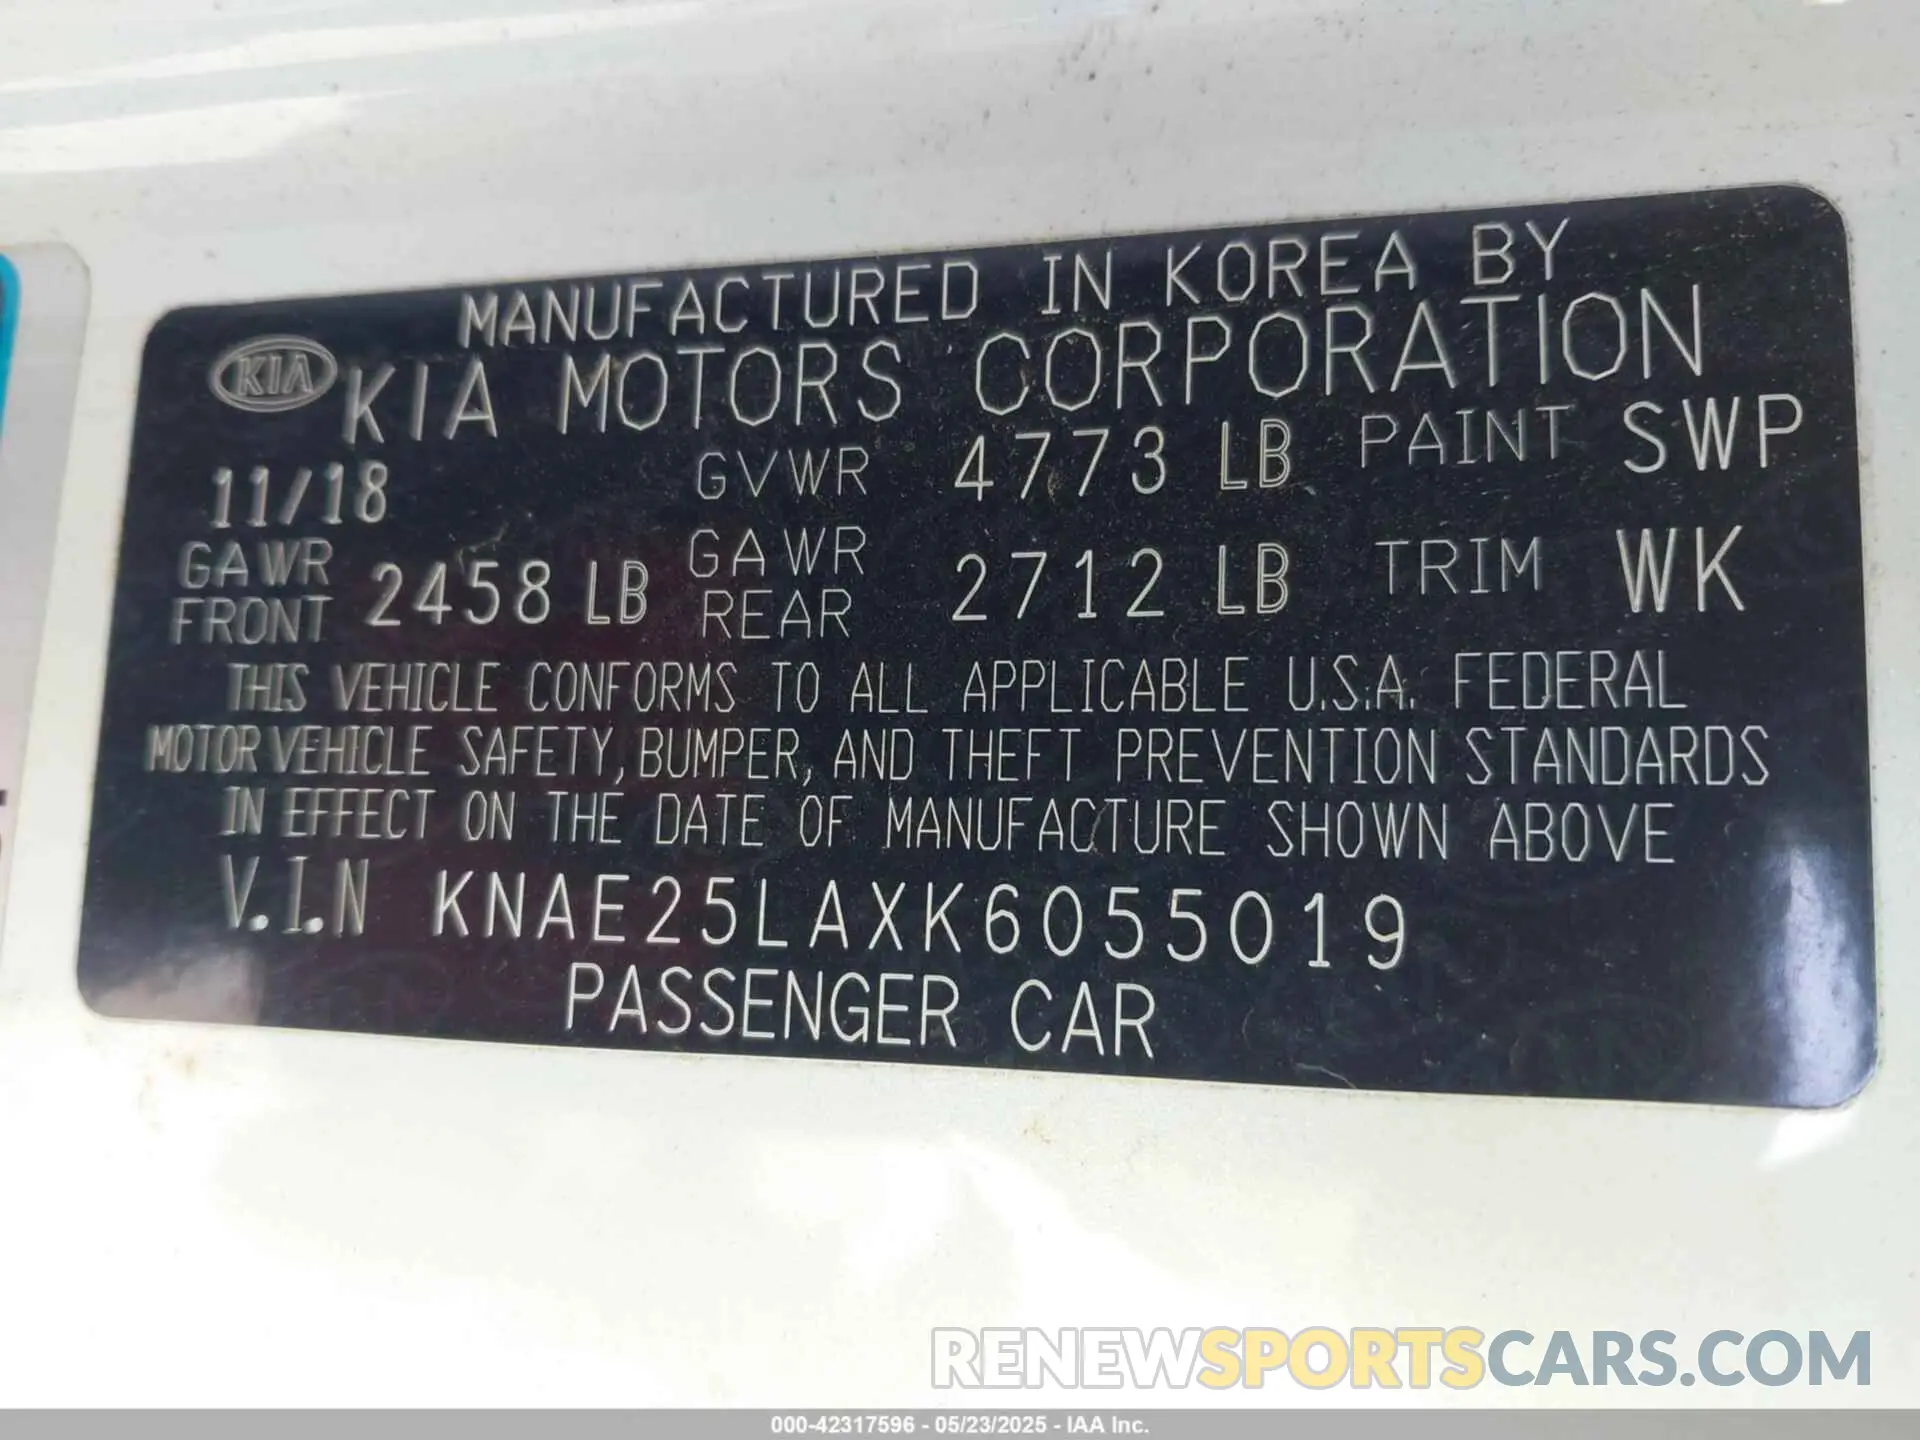 MANUFACTURED IN KOREA BY
KIA KIA MOTORS CORPORATION
11/18 GVWR 4773 LB PAINT SWP
GAWR FRONT 2458 LB GAWR REAR 2712 LB TRIM WK
THIS VEHICLE CONFORMS TO ALL APPLICABLE U.S.A. FEDERAL
MOTOR VEHICLE SAFETY, BUMPER, AND THEFT PREVENTION STANDARDS
IN EFFECT ON THE DATE OF MANUFACTURE SHOWN ABOVE
V.I.N KNAE25LAXK6055019
PASSENGER CAR
RENEWSPORTSCARS.COM
000-42317596 - 05/23/2025 - IAA Inc.